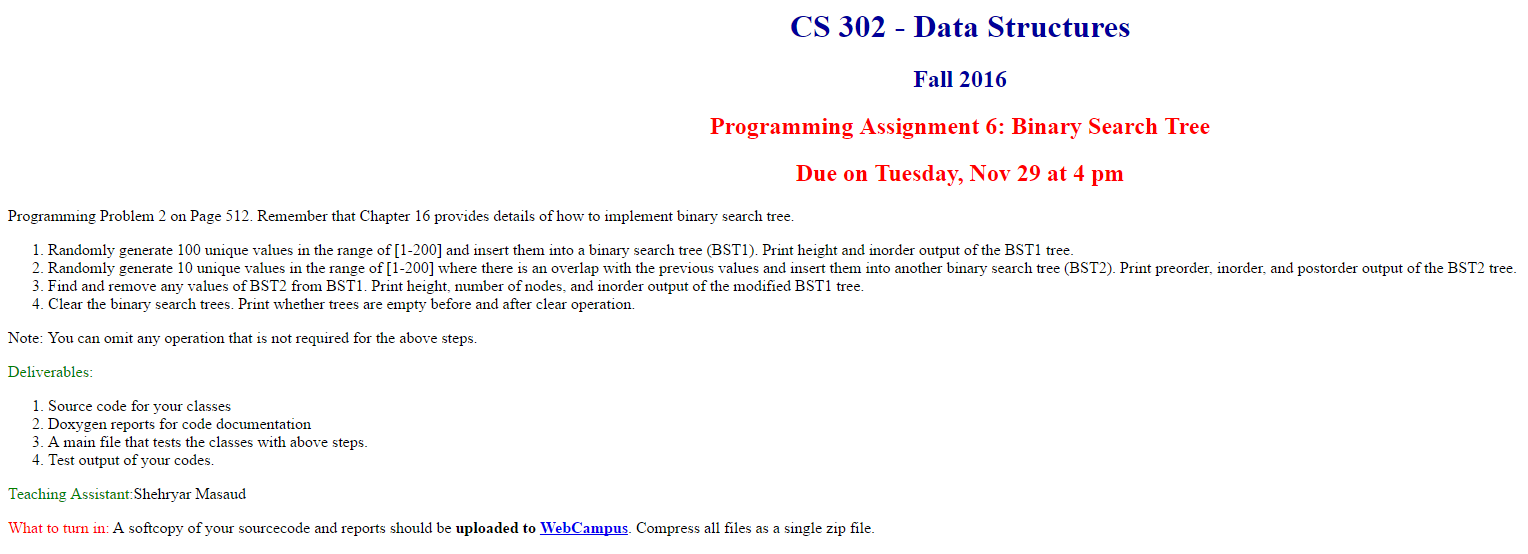 CS 302 - Data Structures
Fall 2016
Programming Assignment 6: Binary Search Tree
Due on Tuesday, Nov 29 at 4 pm
Programming Problem 2 on Page 512. Remember that Chapter 16 provides details of how to implement binary search tree.
1. Randomly generate 100 unique values in the range of [1-200] and insert them into a binary search tree (BST1). Print height and inorder output of the BST1 tree.
2. Randomly generate 10 unique values in the range of [1-200] where there is an overlap with the previous values and insert them into another binary search tree (BST2). Print preorder, inorder, and postorder output of the BST2 tree.
3. Find and remove any values of BST2 from BST1. Print height, number of nodes, and inorder output of the modified BST1 tree.
4. Clear the binary search trees. Print whether trees are empty before and after clear operation.
Note: You can omit any operation that is not required for the above steps.
Deliverables:
1. Source code for your classes
2. Doxygen reports for code documentation
3. A main file that tests the classes with above steps.
4. Test output of your codes.
Teaching Assistant:Shehryar Masaud
What to turn in: A softcopy of your sourcecode and reports should be uploaded to WebCampus. Compress all files as a single zip file.